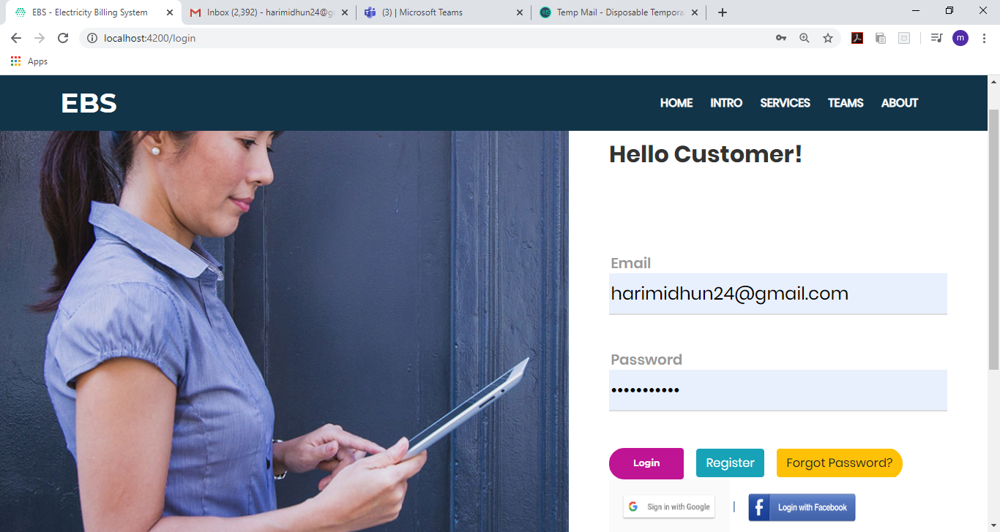 EBS - Electricity Billing System
Inbox (2,392) - harimidhun24@g
(3) | Microsoft Teams
Temp Mail - Disposable Tempora
localhost:4200/login
m
Apps
EBS
HOME INTRO SERVICES TEAMS ABOUT
Hello Customer!
Email
harimidhun24@gmail.com
Password
•••••••••••
Login Register Forgot Password?
G Sign in with Google | f Login with Facebook